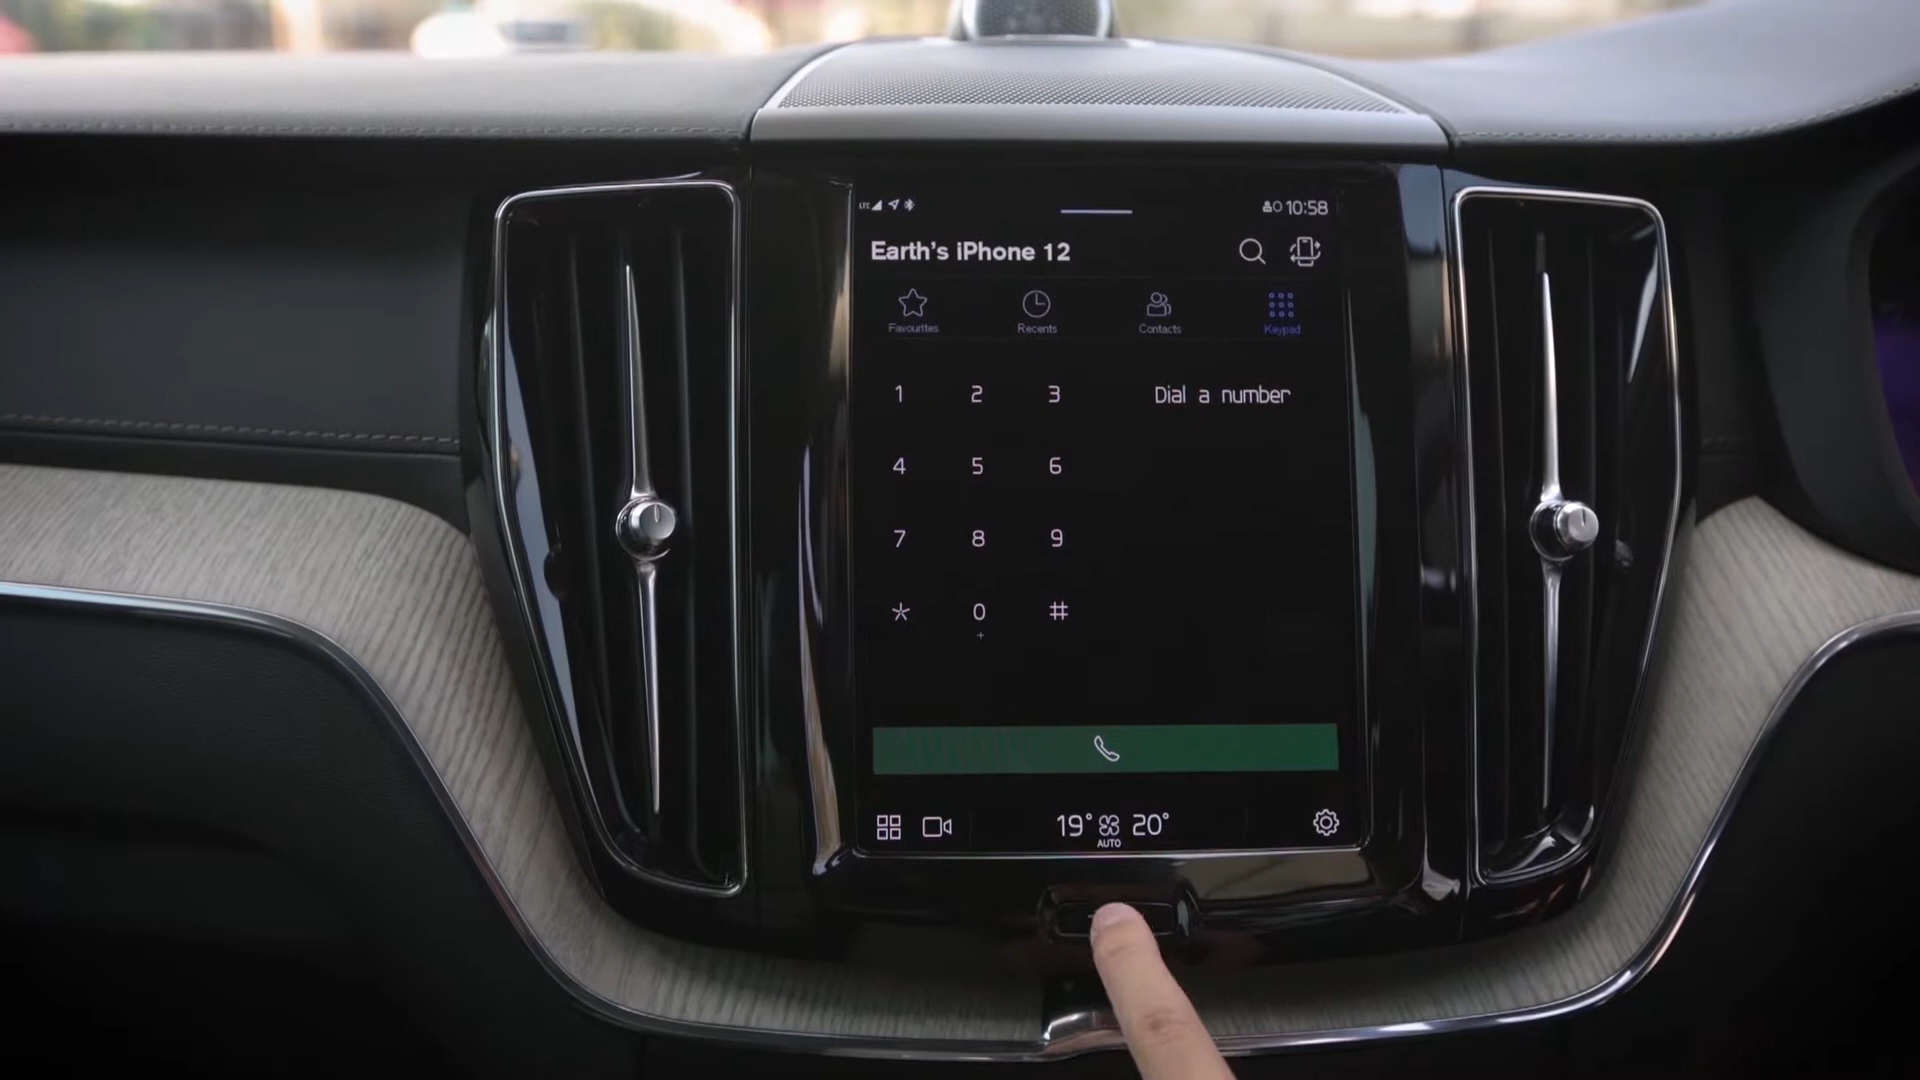 LTE 10:58
Earth's iPhone 12
Favourites Recents Contacts Keypad
1 2 3 Dial a number
4 5 6
7 8 9
* 0 #
+
19° 20°
AUTO